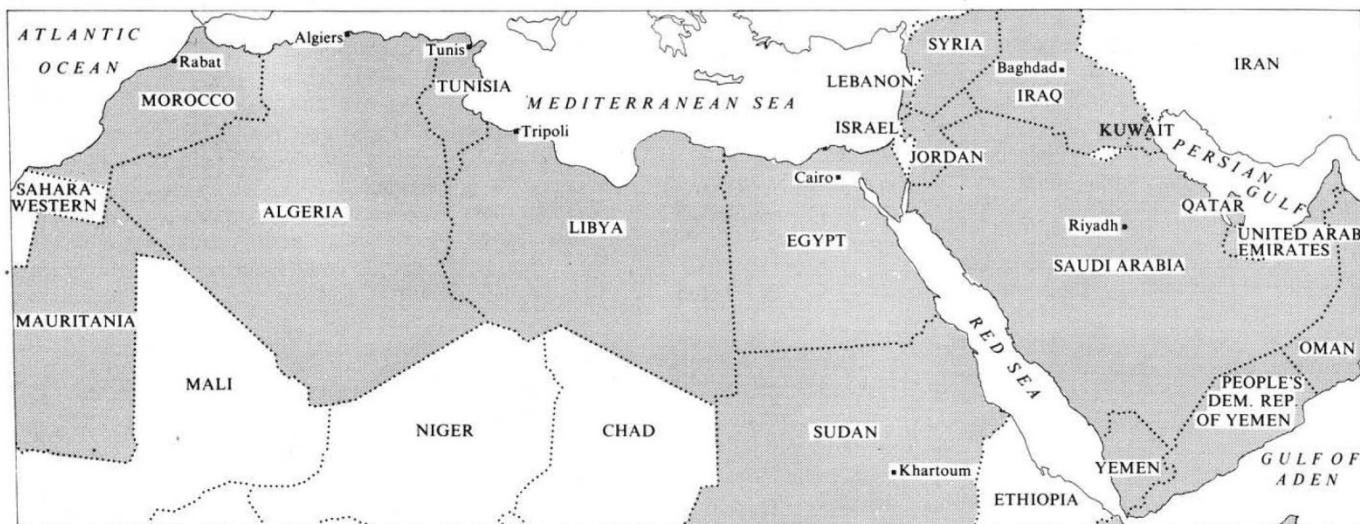 ATLANTIC
OCEAN
Rabat
MOROCCO
Algiers
Tunis
TUNISIA
Tripoli
MEDITERRANEAN SEA
SYRIA
LEBANON
Baghdad
IRAQ
IRAN
ISRAEL
JORDAN
KUWAIT
PERSIAN
GULF
SAHARA
WESTERN
ALGERIA
LIBYA
Cairo
EGYPT
QATAR
Riyadh
UNITED ARAB
EMIRATES
SAUDI ARABIA
MAURITANIA
RED SEA
OMAN
MALI
NIGER
CHAD
SUDAN
PEOPLE'S
DEM. REP.
OF YEMEN
Khartoum
ETHIOPIA
YEMEN
GULF OF
ADEN